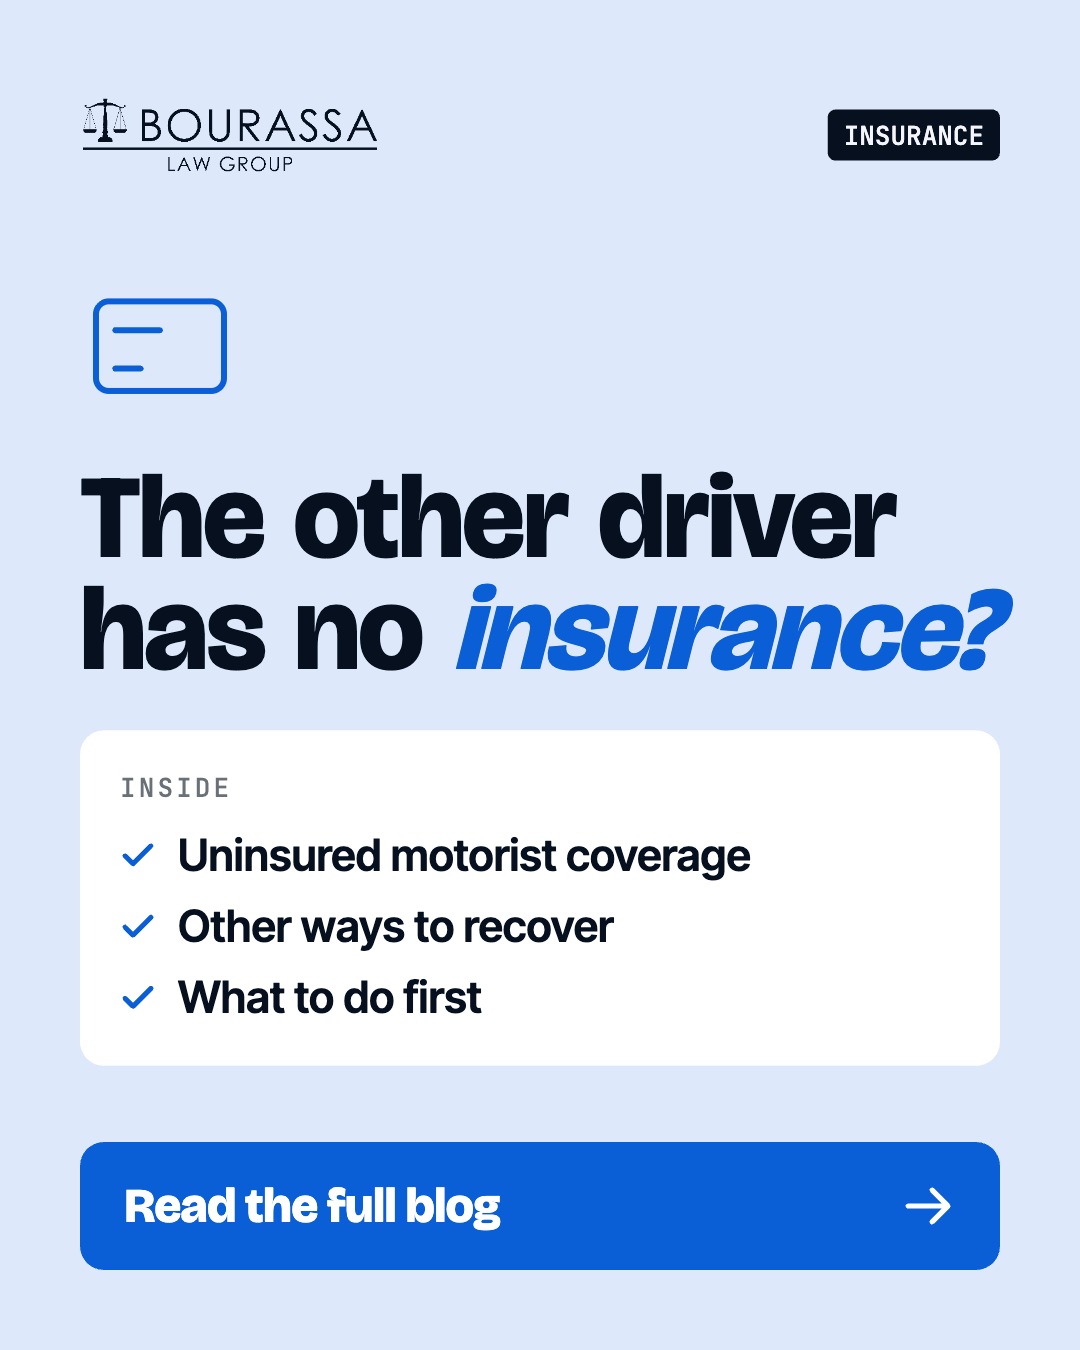 BOURASSA
LAW GROUP
INSURANCE
The other driver
has no insurance?
INSIDE
Uninsured motorist coverage
Other ways to recover
What to do first
Read the full blog